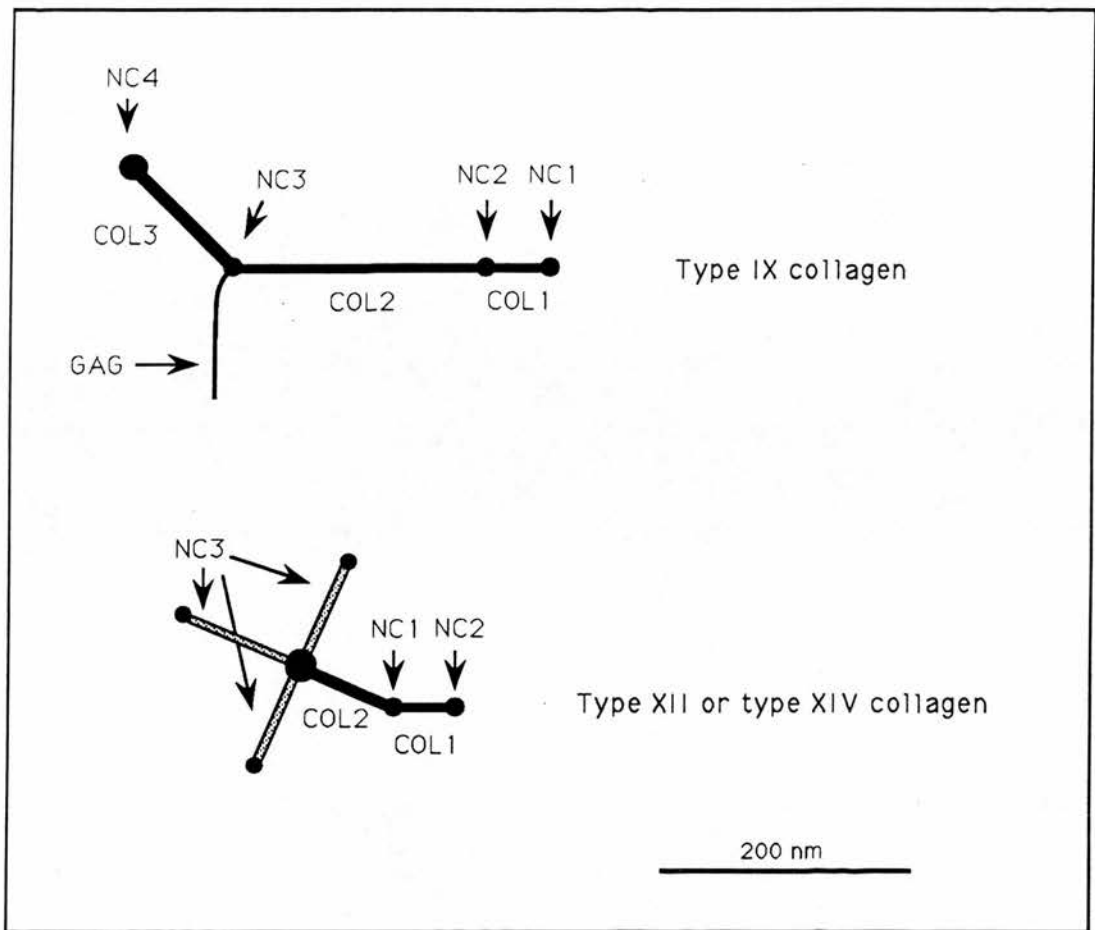 NC4
NC3
NC2 NC1
COL3
Type IX collagen
COL2
COL1
GAG
NC3
NC1 NC2
COL2
Type XII or type XIV collagen
COL1
200 nm